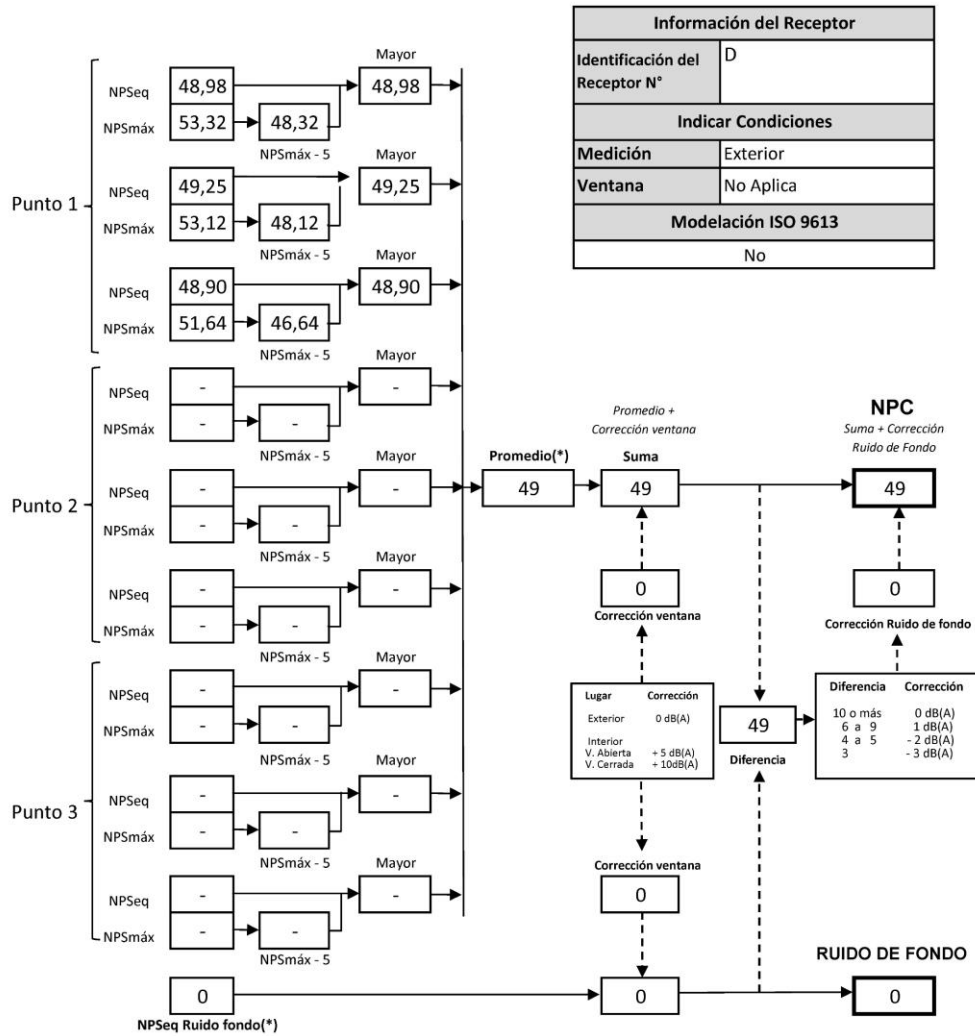 Información del Receptor
Identificación del Receptor N° D
Indicar Condiciones
Medición Exterior
Ventana No Aplica
Modelación ISO 9613
No
Punto 1
Mayor
NPSeq 48,98 48,98
NPSmáx 53,32 48,32
NPSmáx - 5
Mayor
NPSeq 49,25 49,25
NPSmáx 53,12 48,12
NPSmáx - 5
Mayor
NPSeq 48,90 48,90
NPSmáx 51,64 46,64
NPSmáx - 5
Punto 2
Mayor
NPSeq - -
NPSmáx - -
NPSmáx - 5
Mayor
NPSeq - -
NPSmáx - -
NPSmáx - 5
Mayor
NPSeq - -
NPSmáx - -
NPSmáx - 5
Punto 3
Mayor
NPSeq - -
NPSmáx - -
NPSmáx - 5
Mayor
NPSeq - -
NPSmáx - -
NPSmáx - 5
Mayor
NPSeq - -
NPSmáx - -
NPSmáx - 5
Promedio(*)
49
Promedio +
Corrección ventana
Suma
49
0
Corrección ventana
Lugar Corrección
Exterior 0 dB(A)
Interior
V. Abierta + 5 dB(A)
V. Cerrada + 10dB(A)
Corrección ventana
0
NPC
Suma + Corrección
Ruido de Fondo
49
0
Corrección Ruido de fondo
49
Diferencia
Diferencia Corrección
10 o más 0 dB(A)
6 a 9 1 dB(A)
4 a 5 - 2 dB(A)
3 - 3 dB(A)
RUIDO DE FONDO
0 0 0
NPSeq Ruido fondo(*)